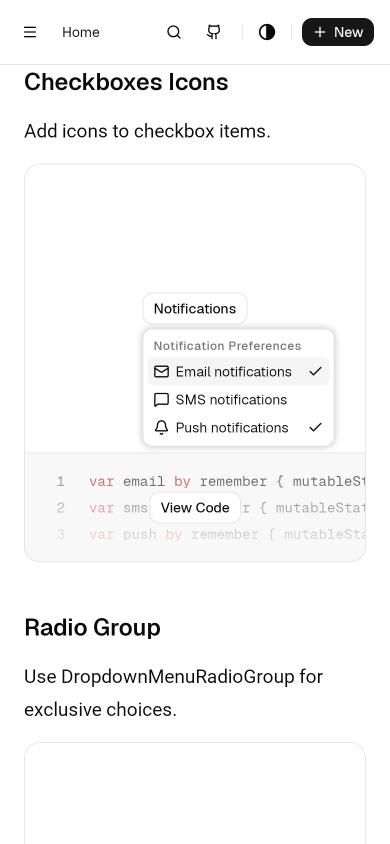 Home
New
Checkboxes Icons
Add icons to checkbox items.
Notifications
Notification Preferences
Email notifications
SMS notifications
Push notifications
1 var email by remember { mutableSt
2 var sms r { mutableStat
View Code
3 var push by remember { mutableSta
Radio Group
Use DropdownMenuRadioGroup for
exclusive choices.